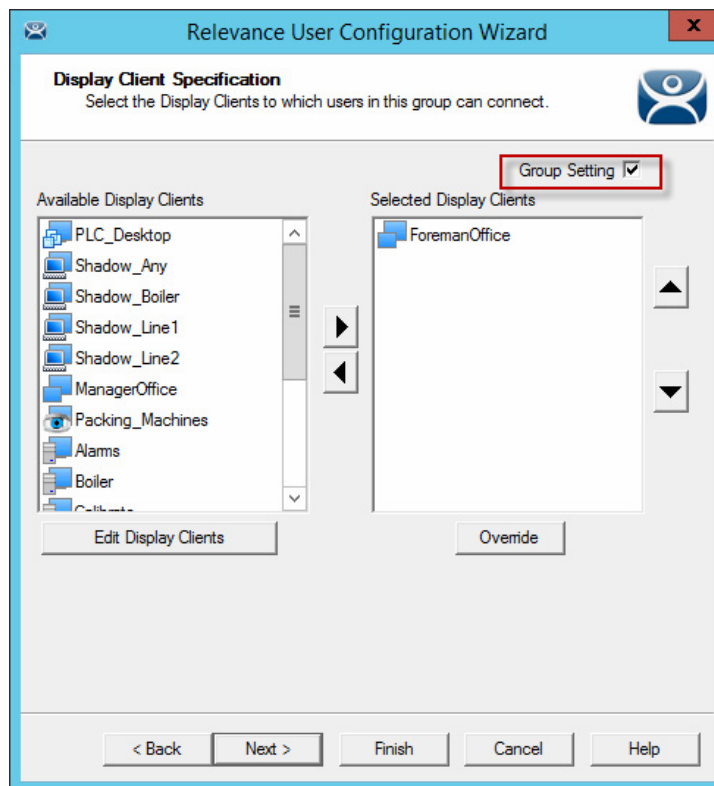 Relevance User Configuration Wizard
x
Display Client Specification
Select the Display Clients to which users in this group can connect.
Group Setting
Available Display Clients
Selected Display Clients
PLC_Desktop
Shadow_Any
Shadow_Boiler
Shadow_Line1
Shadow_Line2
ManagerOffice
Packing_Machines
Alarms
Boiler
ForemanOffice
Edit Display Clients
Override
< Back
Next >
Finish
Cancel
Help